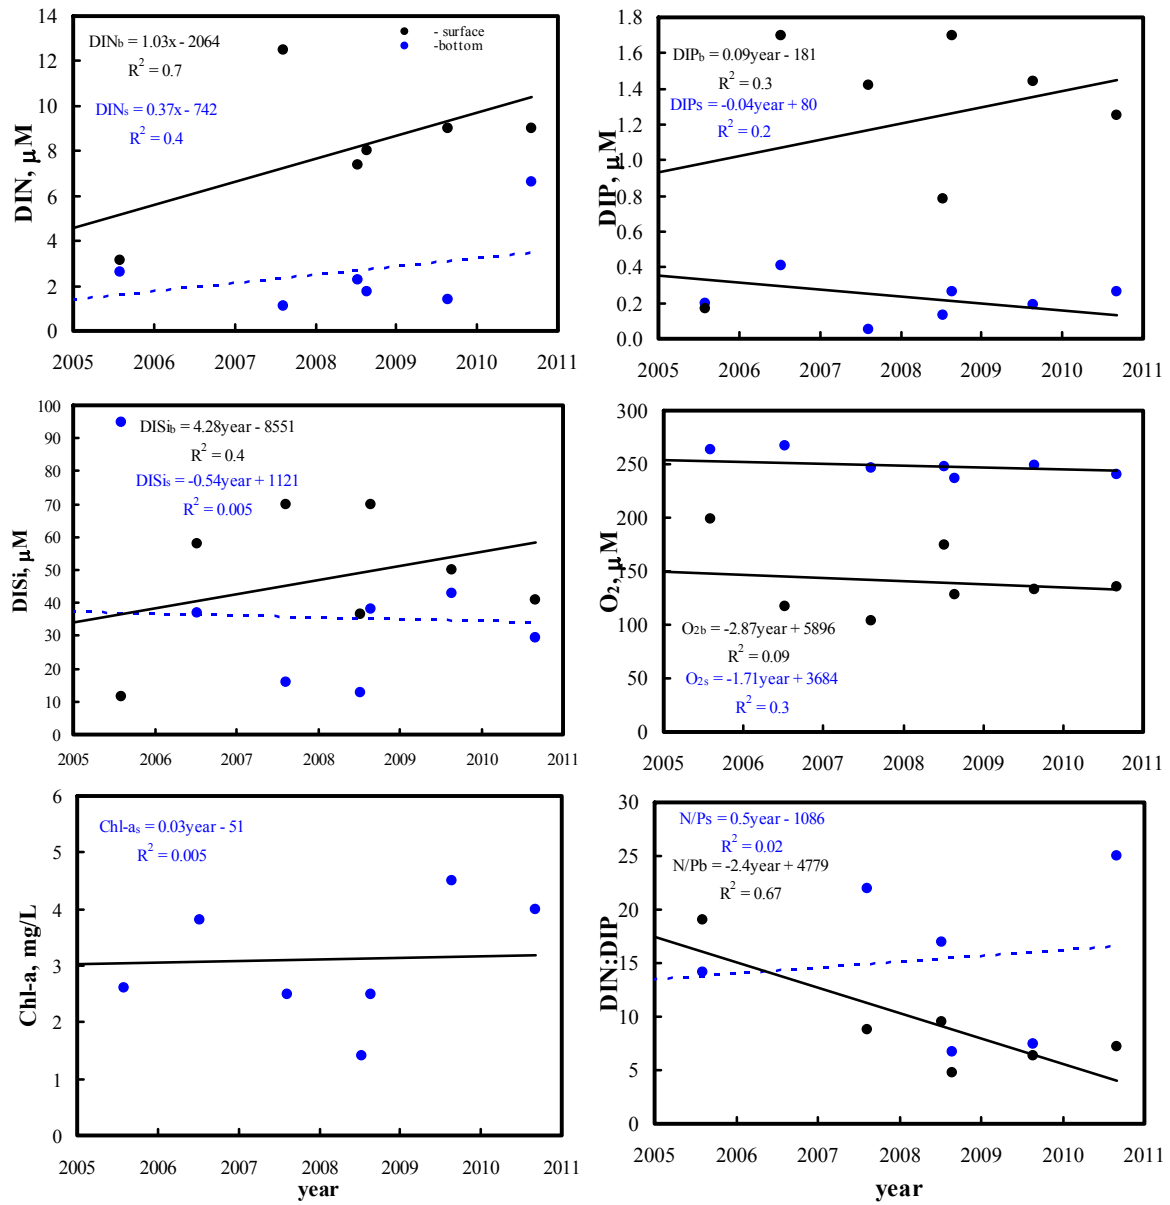 DINb = 1.03x - 2064
R² = 0.7
DINs = 0.37x - 742
R² = 0.4
- surface
-bottom
DIN, μM
14
12
10
8
6
4
2
0
2005 2006 2007 2008 2009 2010 2011
DIPb = 0.09year - 181
R² = 0.3
DIPs = -0.04year + 80
R² = 0.2
DIP, μM
1.8
1.6
1.4
1.2
1.0
0.8
0.6
0.4
0.2
0.0
2005 2006 2007 2008 2009 2010 2011
DISib = 4.28year - 8551
R² = 0.4
DISis = -0.54year + 1121
R² = 0.005
DISi, μM
100
90
80
70
60
50
40
30
20
10
0
2005 2006 2007 2008 2009 2010 2011
O2b = -2.87year + 5896
R² = 0.09
O2s = -1.71year + 3684
R² = 0.3
O2, μM
300
250
200
150
100
50
0
2005 2006 2007 2008 2009 2010 2011
Chl-as = 0.03year - 51
R² = 0.005
Chl-a, mg/L
6
5
4
3
2
1
0
2005 2006 2007 2008 2009 2010 2011
year
N/Ps = 0.5year - 1086
R² = 0.02
N/Pb = -2.4year + 4779
R² = 0.67
DIN:DIP
30
25
20
15
10
5
0
2005 2006 2007 2008 2009 2010 2011
year